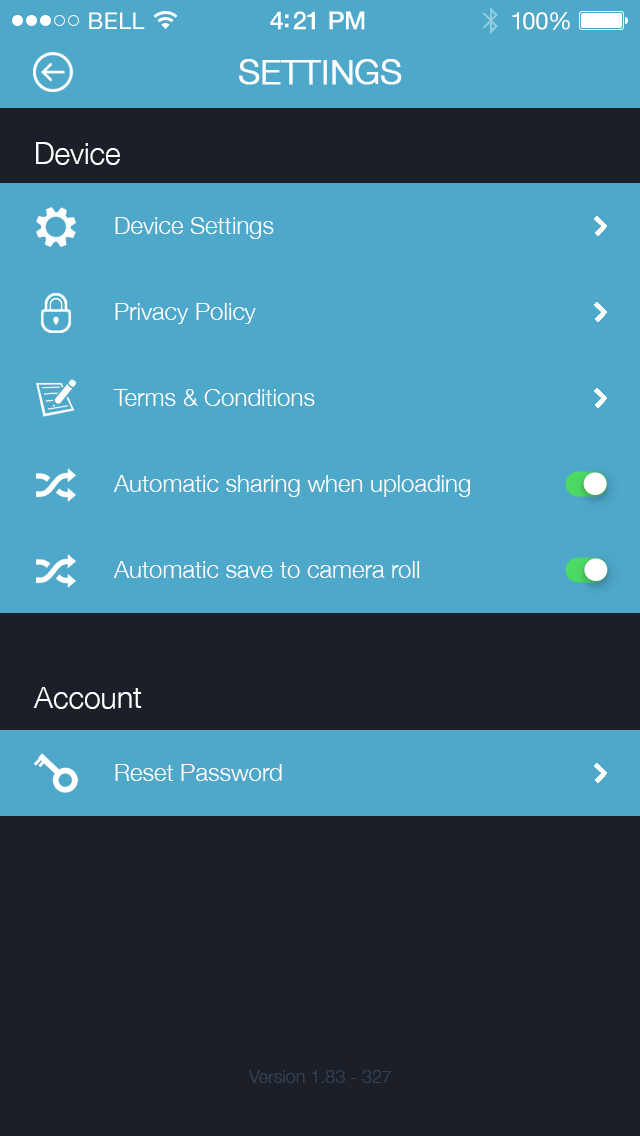 BELL 4:21 PM 100%
SETTINGS
Device
Device Settings
Privacy Policy
Terms & Conditions
Automatic sharing when uploading
Automatic save to camera roll
Account
Reset Password
Version 1.83 - 327